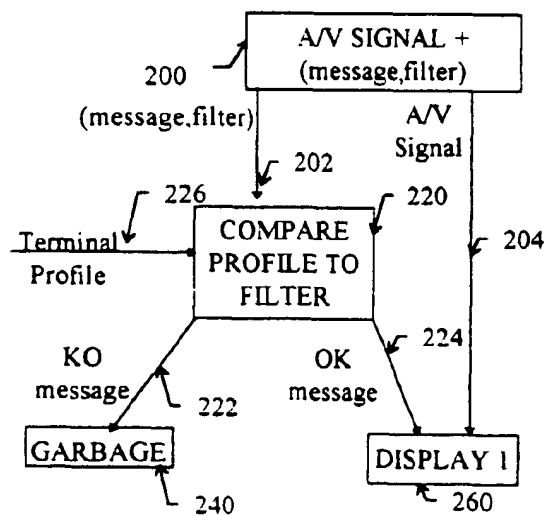 A/V SIGNAL +
(message,filter)
200
(message,filter)
A/V
Signal
202
226
220
Terminal
Profile
COMPARE
PROFILE TO
FILTER
204
224
KO
message
OK
message
222
GARBAGE
DISPLAY 1
240
260